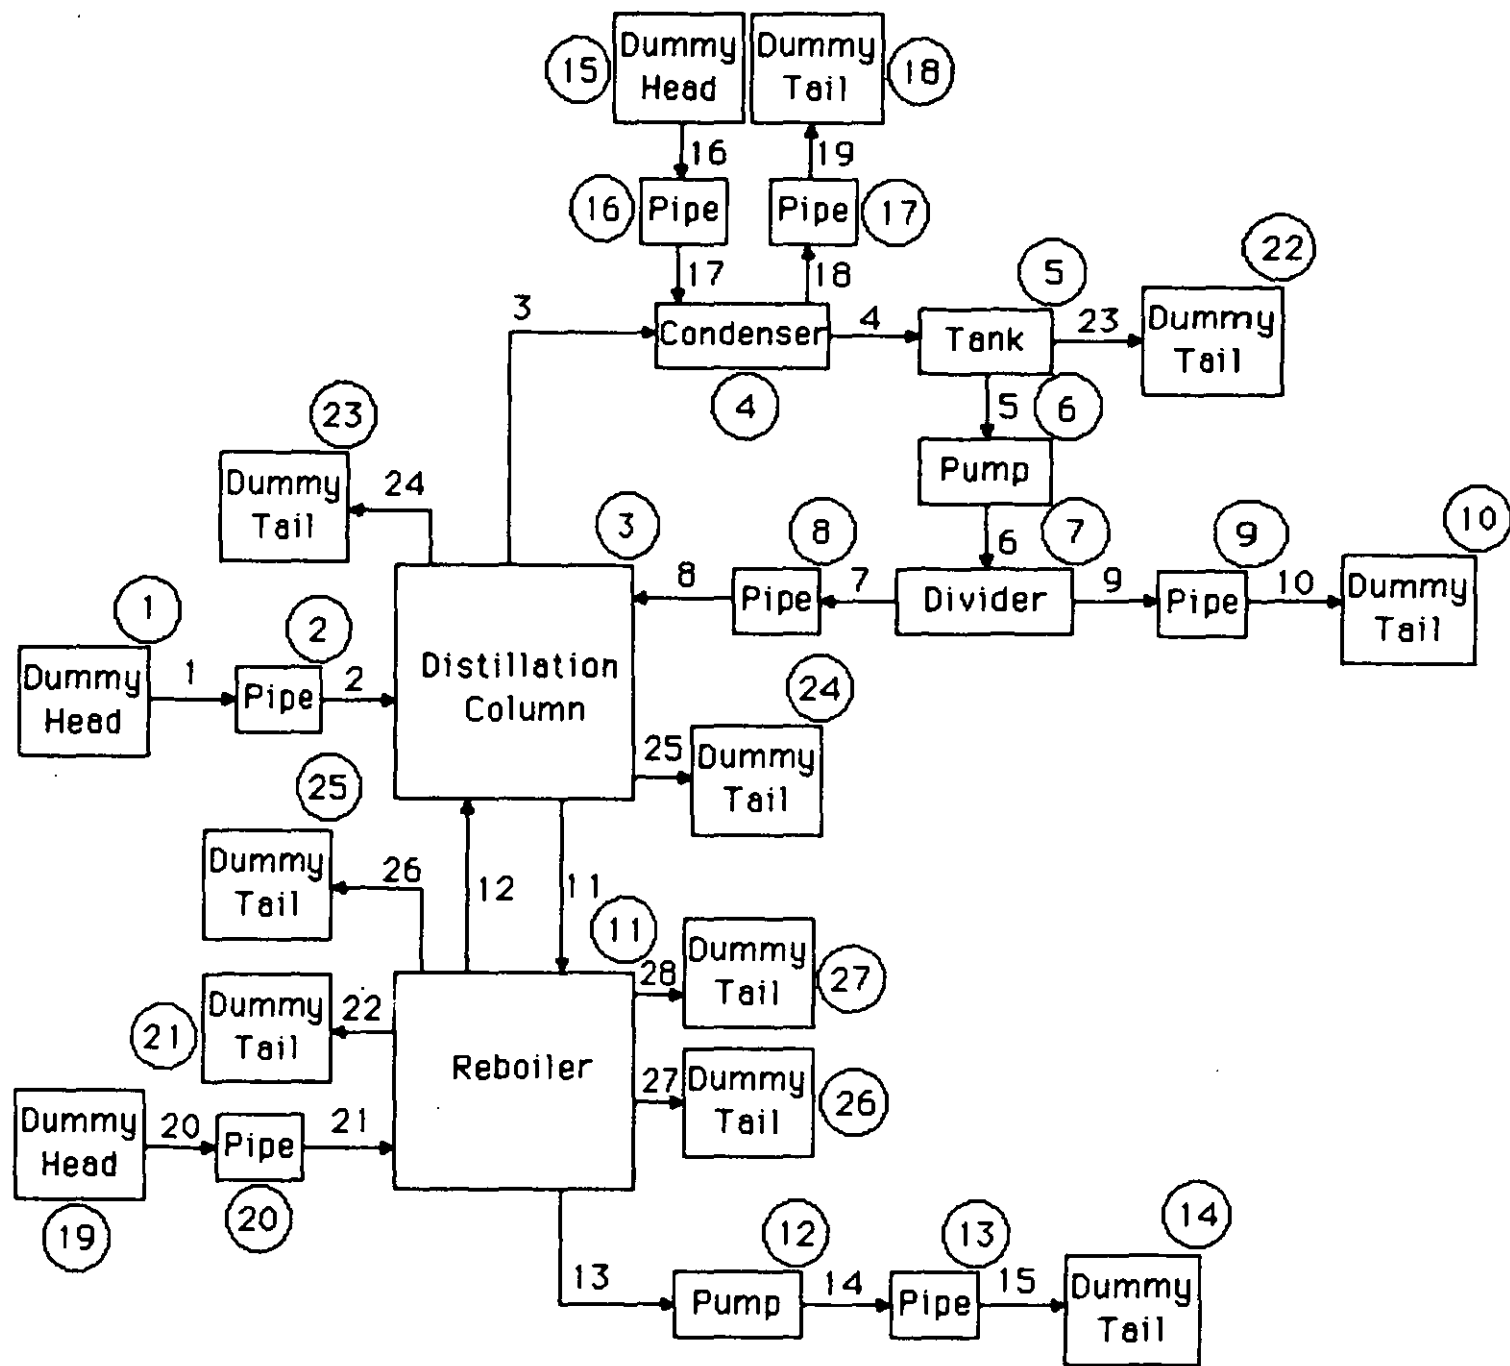 15
Dummy
Head
Dummy
Tail
18
16
19
16
Pipe
Pipe
17
17
18
5
22
3
Condenser
4
Tank
23
Dummy
Tail
4
5
6
23
Dummy
Tail
24
Pump
3
8
6
7
9
10
8
Pipe
7
Divider
9
Pipe
10
Dummy
Tail
1
2
Dummy
Head
1
Pipe
2
Distillation
Column
24
25
Dummy
Tail
25
Dummy
Tail
26
12
11
11
28
Dummy
Tail
27
21
Dummy
Tail
22
Reboiler
27
Dummy
Tail
26
Dummy
Head
20
Pipe
21
19
20
12
13
14
13
Pump
14
Pipe
15
Dummy
Tail